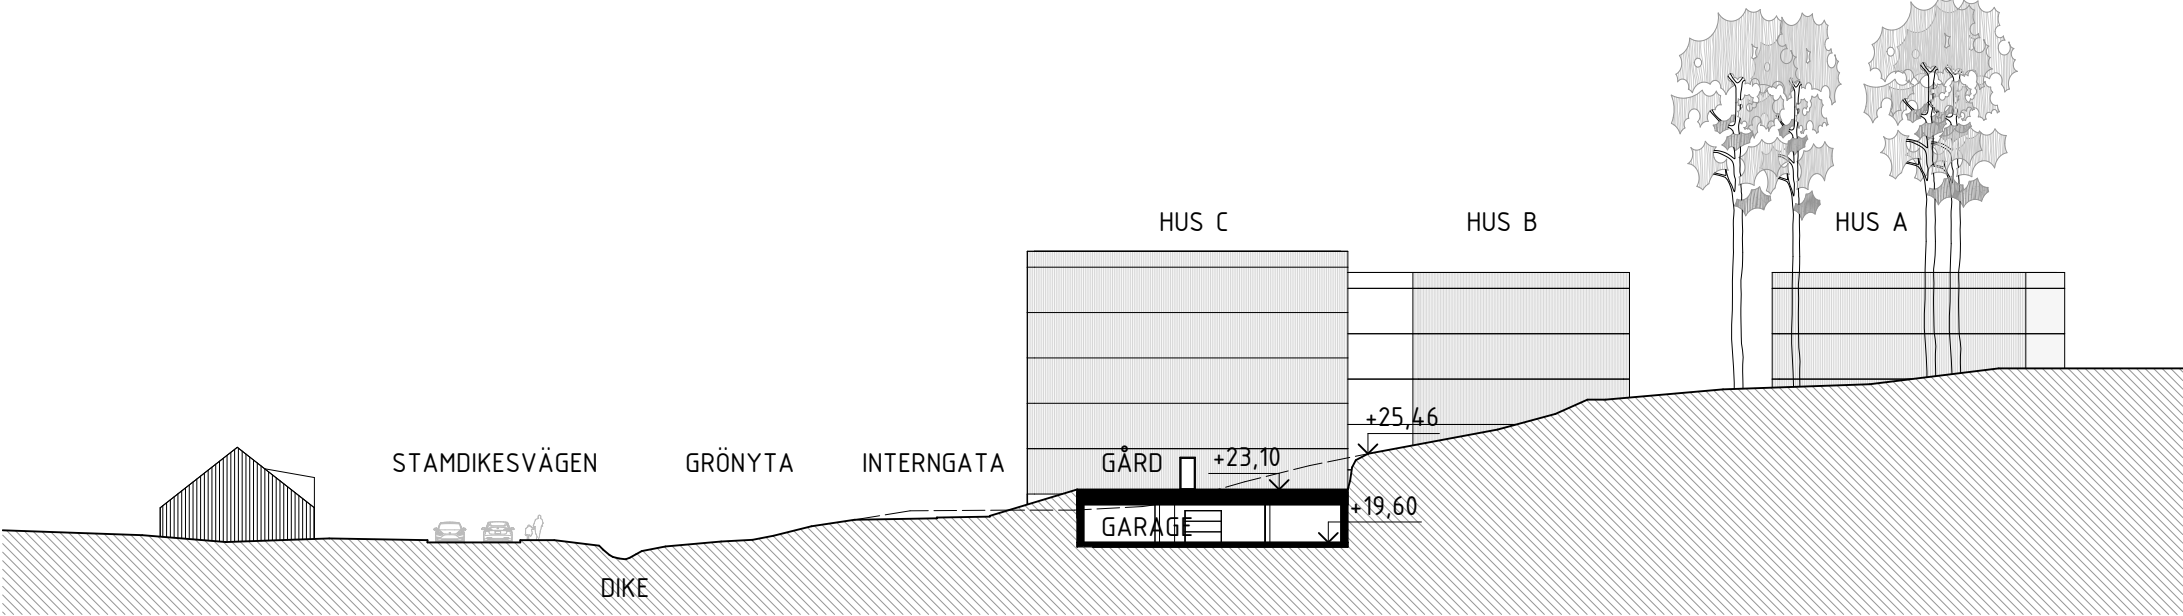 HUS C
HUS B
HUS A
+25,46
STAMDIKESVÄGEN
GRÖNYTA
INTERNGATA
GÅRD
+23,10
+19,60
GARAGE
DIKE